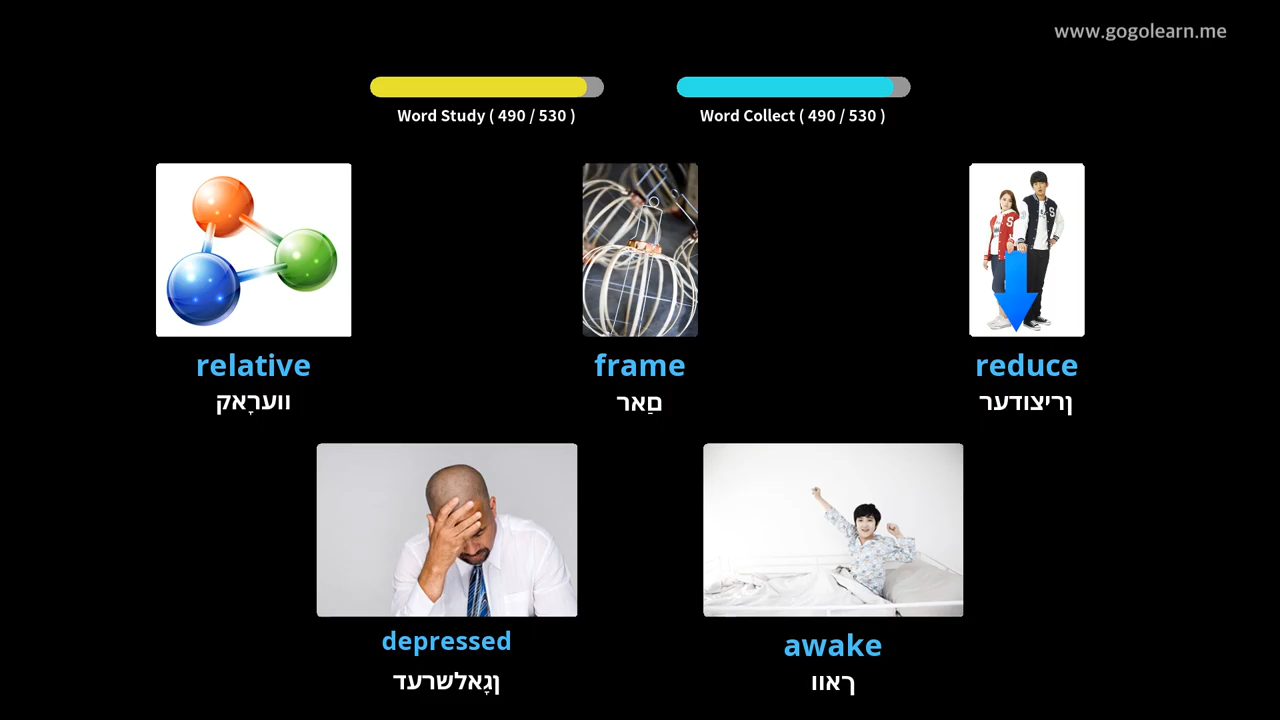 www.gogolearn.me
Word Study ( 490 / 530 )
Word Collect ( 490 / 530 )
relative
ווערָאק
frame
םַאר
reduce
ןריצודער
depressed
ןגָאלשרעד
awake
ךאוו